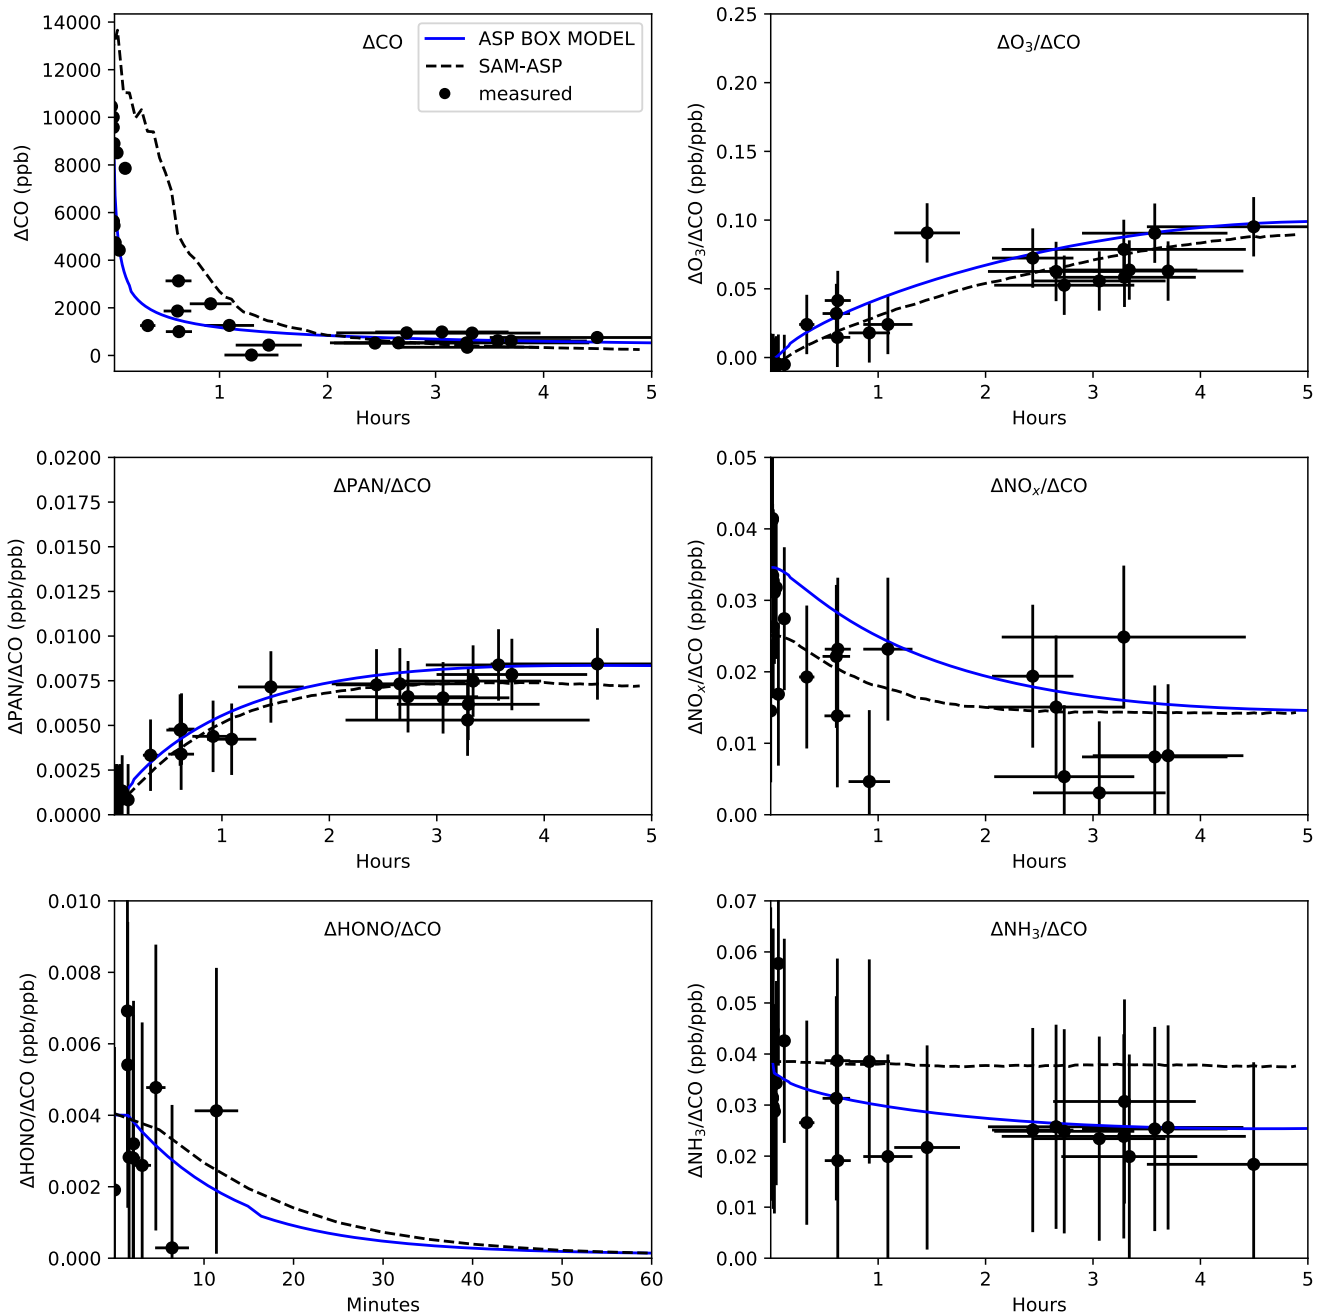 ΔCO
ASP BOX MODEL
SAM-ASP
measured
ΔCO (ppb)
14000
12000
10000
8000
6000
4000
2000
0
1 2 3 4 5
Hours
ΔO₃/ΔCO
ΔO₃/ΔCO (ppb/ppb)
0.25
0.20
0.15
0.10
0.05
0.00
1 2 3 4 5
Hours
ΔPAN/ΔCO
ΔPAN/ΔCO (ppb/ppb)
0.0200
0.0175
0.0150
0.0125
0.0100
0.0075
0.0050
0.0025
0.0000
1 2 3 4 5
Hours
ΔNOₓ/ΔCO
ΔNOₓ/ΔCO (ppb/ppb)
0.05
0.04
0.03
0.02
0.01
0.00
1 2 3 4 5
Hours
ΔHONO/ΔCO
ΔHONO/ΔCO (ppb/ppb)
0.010
0.008
0.006
0.004
0.002
0.000
10 20 30 40 50 60
Minutes
ΔNH₃/ΔCO
ΔNH₃/ΔCO (ppb/ppb)
0.07
0.06
0.05
0.04
0.03
0.02
0.01
0.00
1 2 3 4 5
Hours